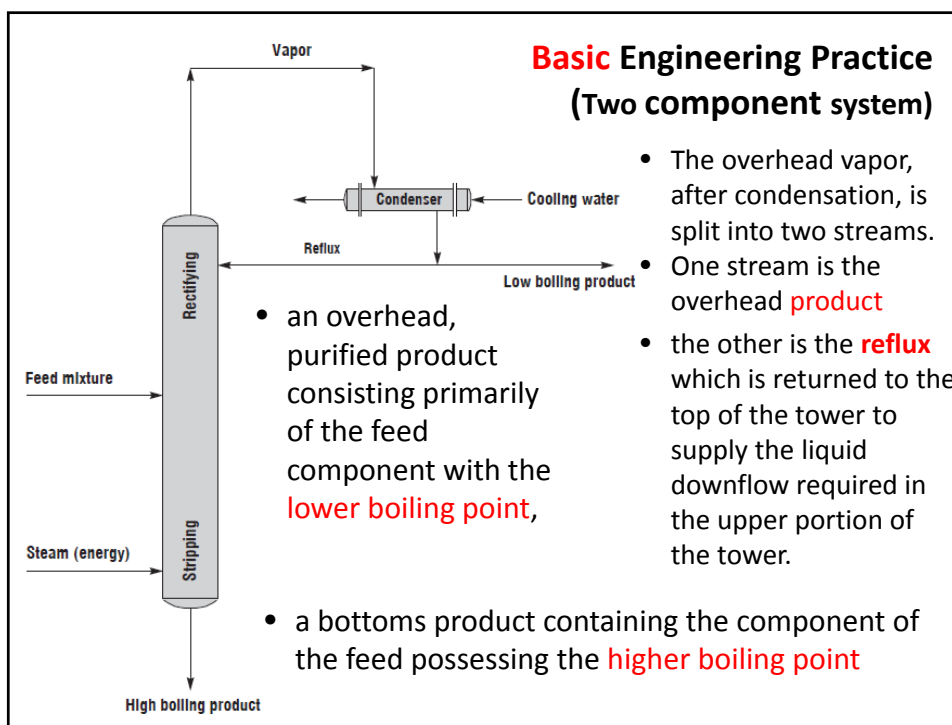 Basic Engineering Practice
(Two component system)
Vapor
Condenser
Cooling water
Reflux
Low boiling product
Rectifying
Feed mixture
Stripping
Steam (energy)
High boiling product
• The overhead vapor,
after condensation, is
split into two streams.
• One stream is the
overhead product
• the other is the reflux
which is returned to the
top of the tower to
supply the liquid
downflow required in
the upper portion of
the tower.
• an overhead,
purified product
consisting primarily
of the feed
component with the
lower boiling point,
• a bottoms product containing the component of
the feed possessing the higher boiling point